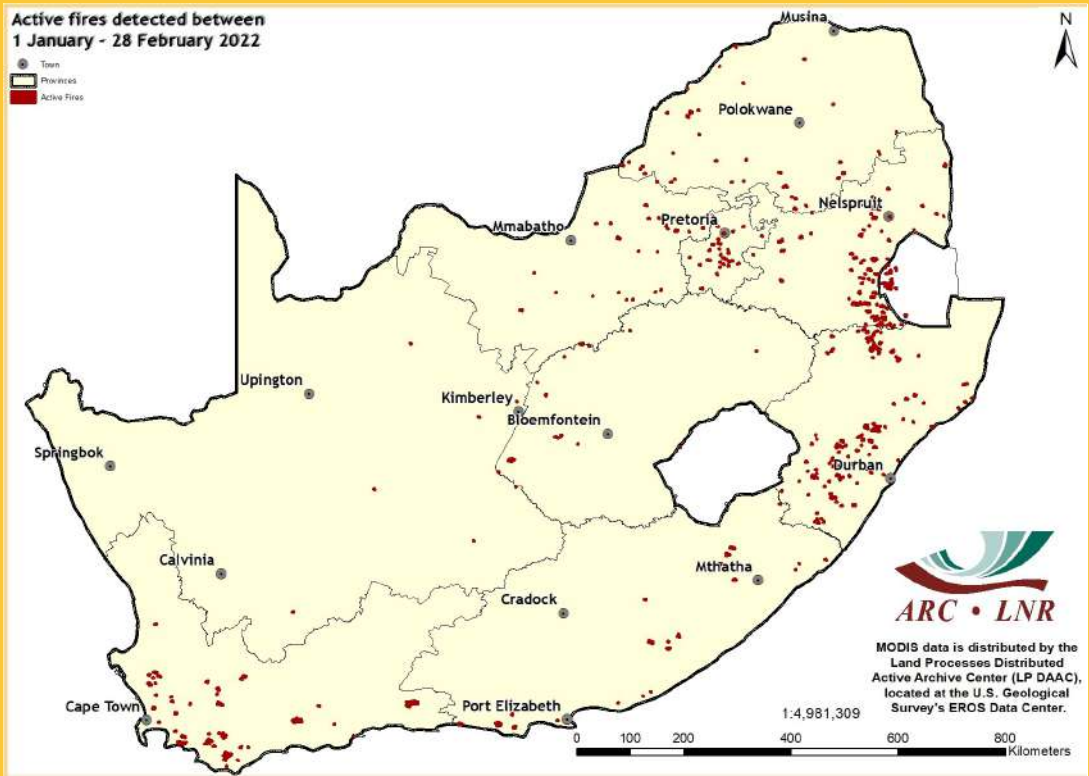 Active fires detected between
1 January - 28 February 2022
Town
Provinces
Active Fires
N
Musina
Polokwane
Nelspruit
Pretoria
Mmabatho
Upington
Kimberley
Bloemfontein
Springbok
Durban
Calvinia
Mthatha
Cradock
Cape Town
Port Elizabeth
ARC • LNR
MODIS data is distributed by the
Land Processes Distributed
Active Archive Center (LP DAAC),
located at the U.S. Geological
Survey's EROS Data Center.
1:4,981,309
0 100 200 400 600 800
Kilometers